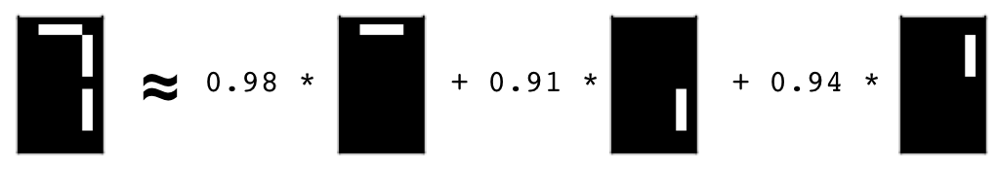 ≈ 0.98 * + 0.91 * + 0.94 *